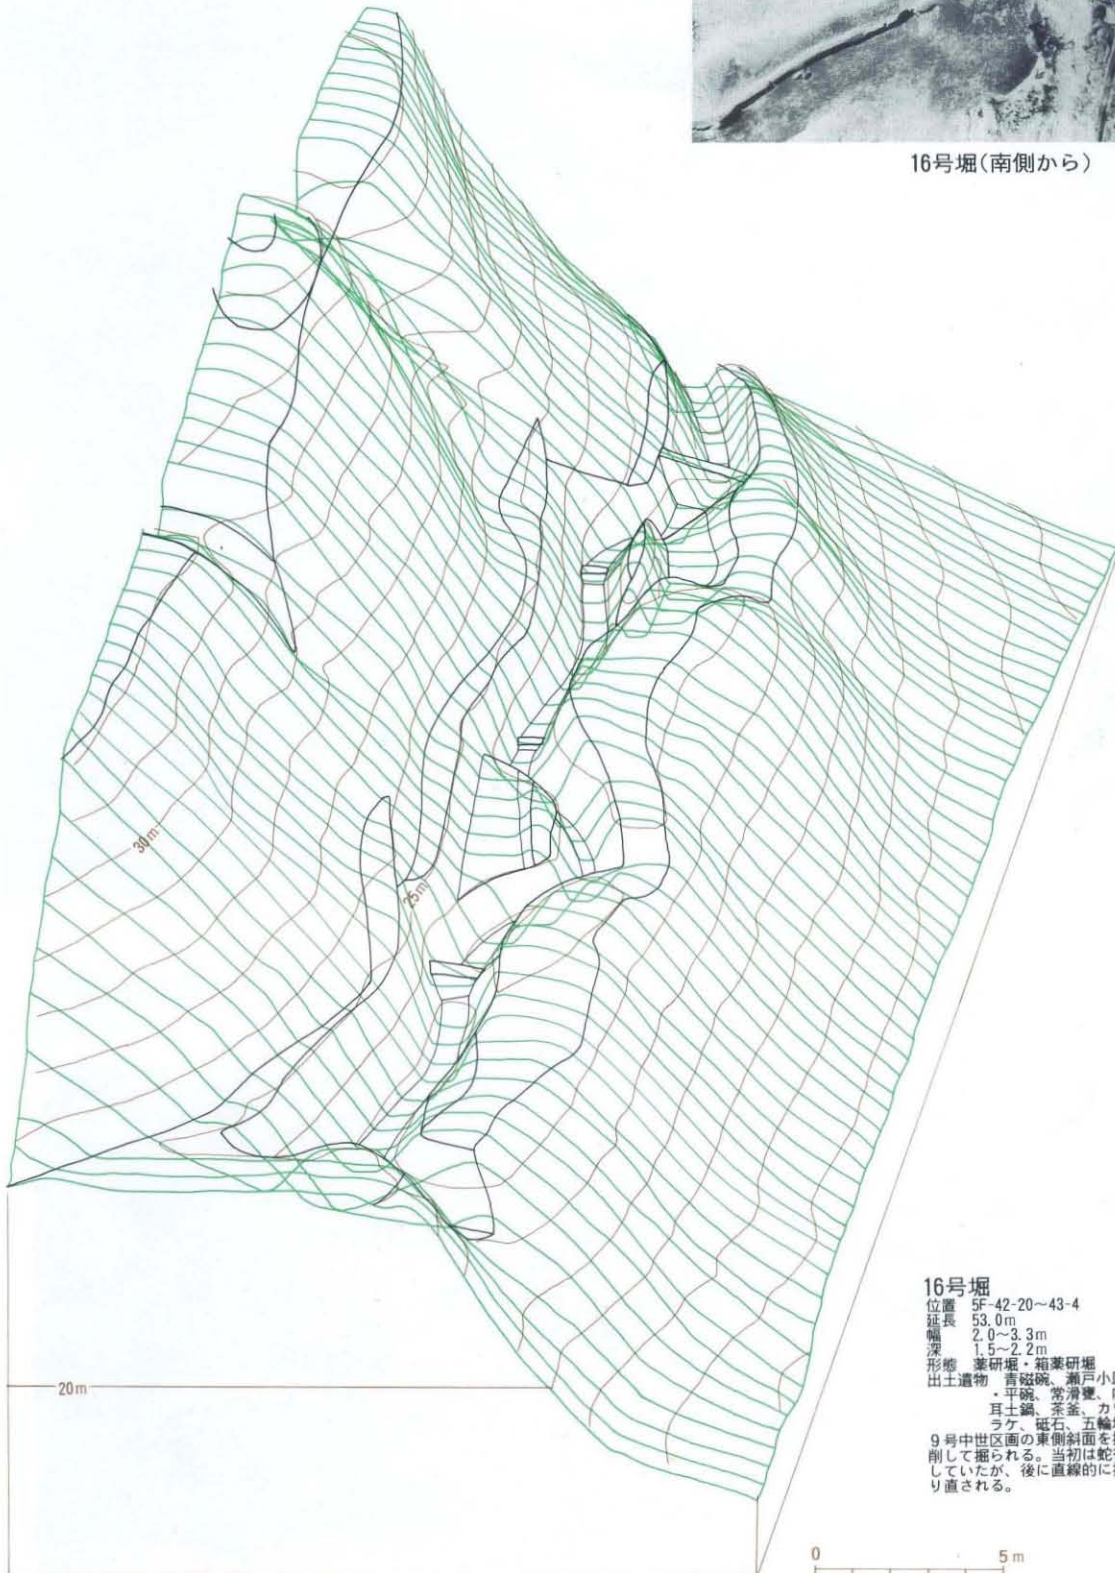 16号堀(南側から)
30m
25m
20m
16号堀
位置 5F-42-20～43-4
延長 53.0m
幅 2.0～3.3m
深 1.5～2.2m
形態 薬研堀・箱薬研堀
出土遺物 青磁碗、瀬戸小
・平碗、常滑甕、
耳土鍋、茶釜、カ
ラケ、砥石、五輪
9号中世区画の東側斜面を
削して掘られる。当初は蛇
していたが、後に直線的に
り直される。
0 5m